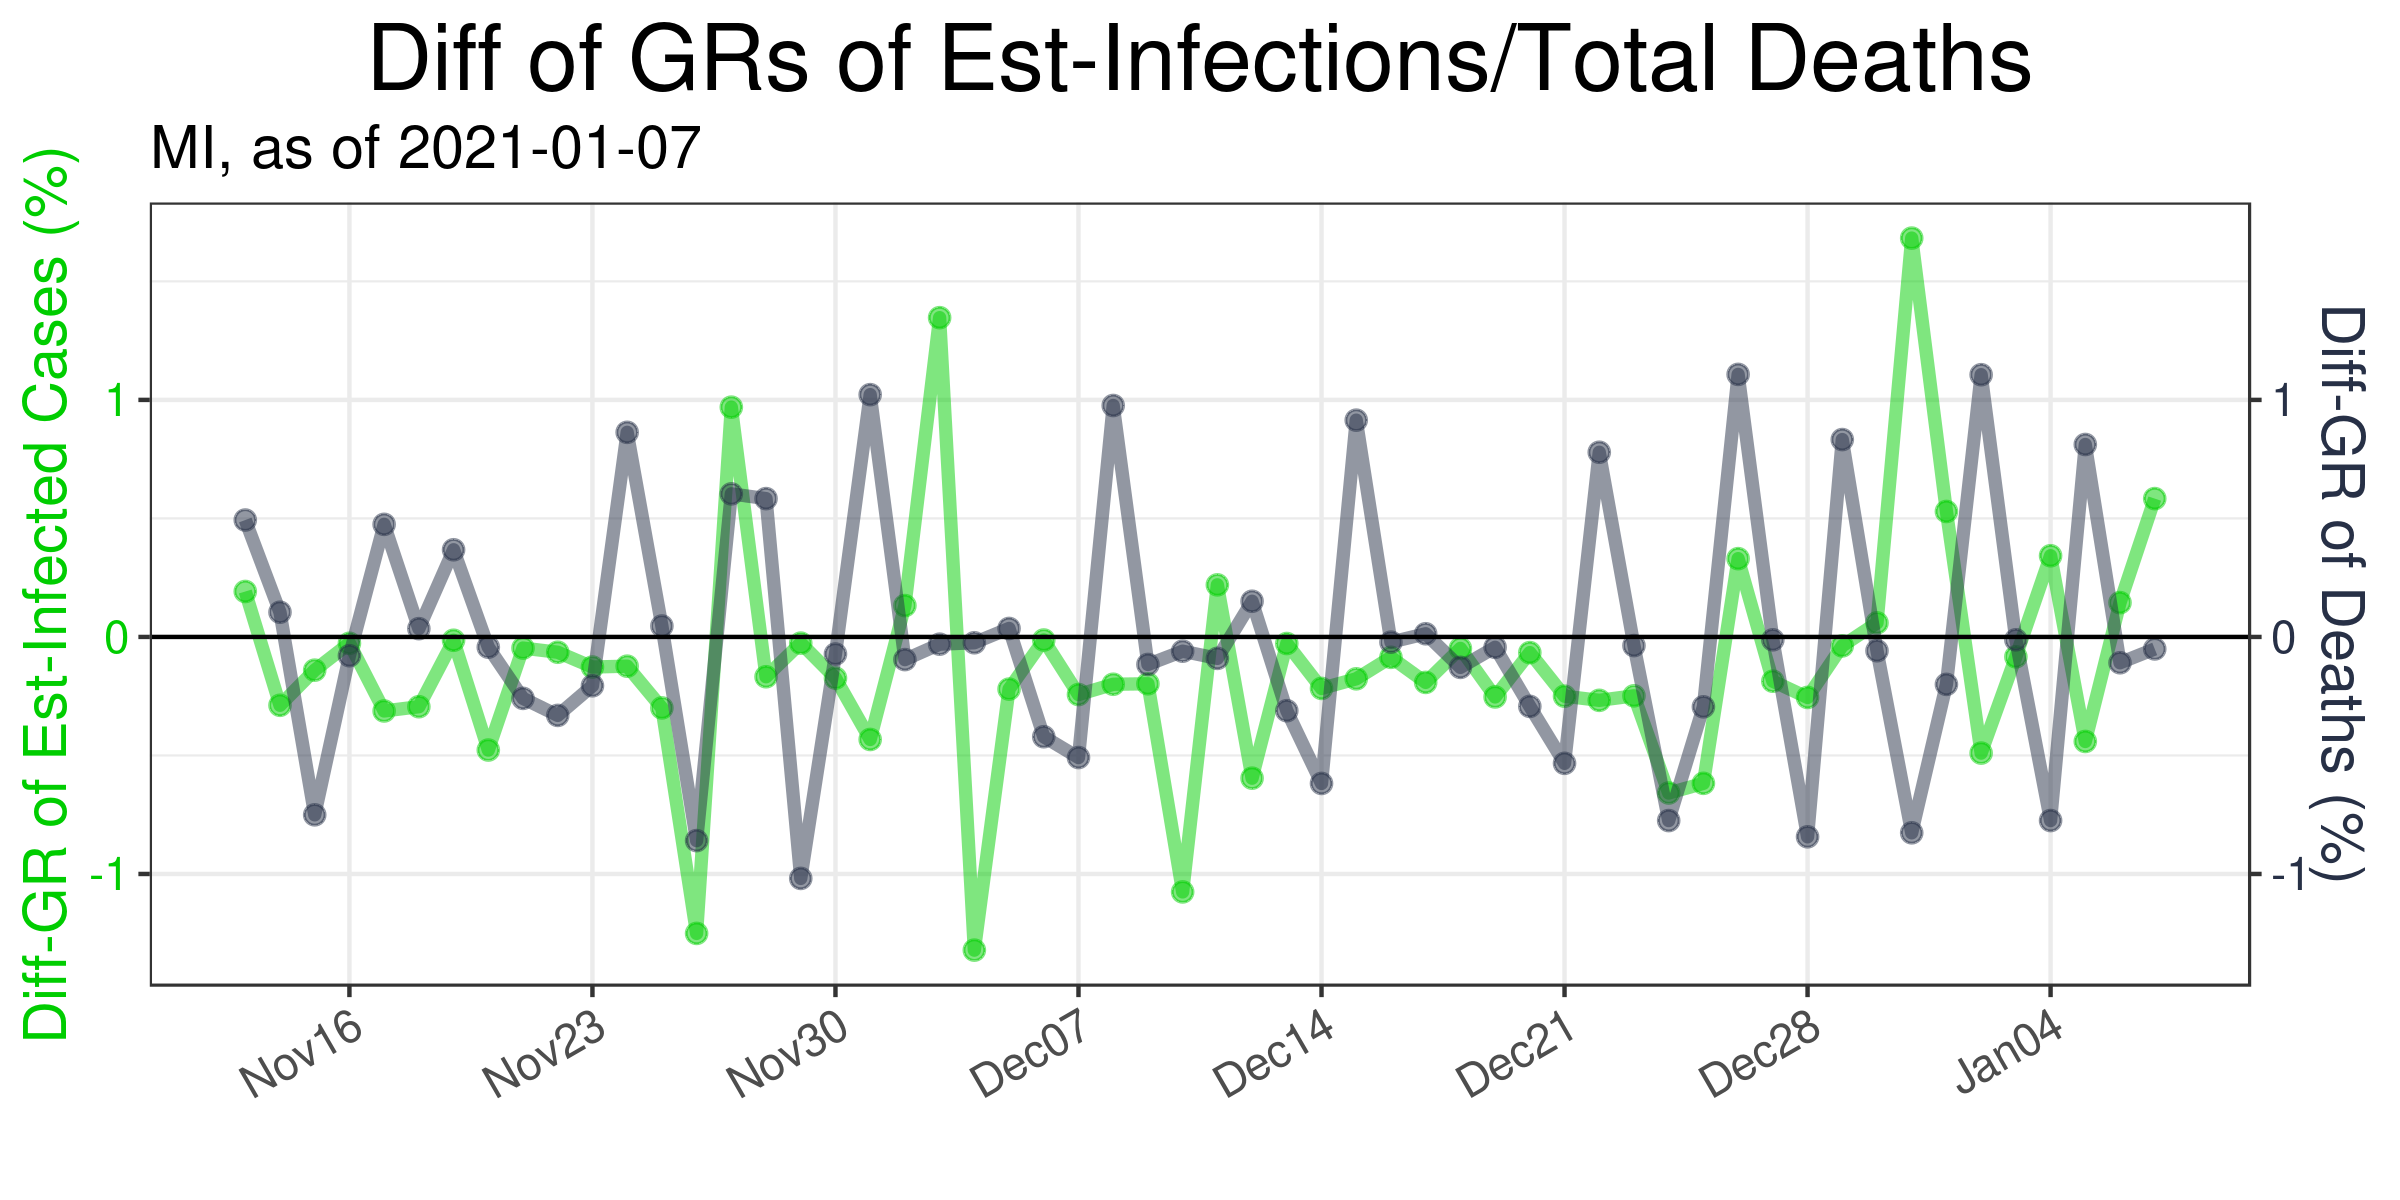 Diff of GRs of Est-Infections/Total Deaths
MI, as of 2021-01-07
Diff-GR of Est-Infected Cases (%)
1
0
-1
1
0
-1
Diff-GR of Deaths (%)
Nov16
Nov23
Nov30
Dec07
Dec14
Dec21
Dec28
Jan04